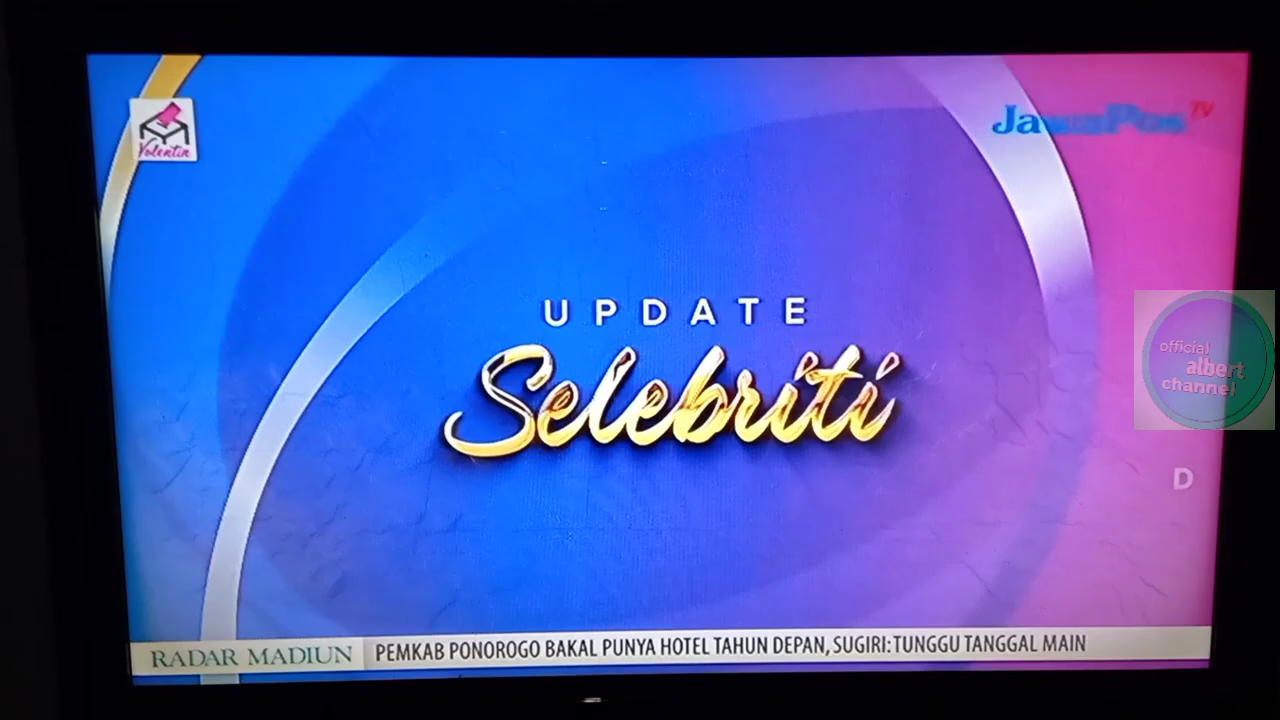 Valentin
JawaPos TV
UPDATE
Selebriti
official
albert
channel
D
RADAR MADIUN
PEMKAB PONOROGO BAKAL PUNYA HOTEL TAHUN DEPAN, SUGIRI: TUNGGU TANGGAL MAIN